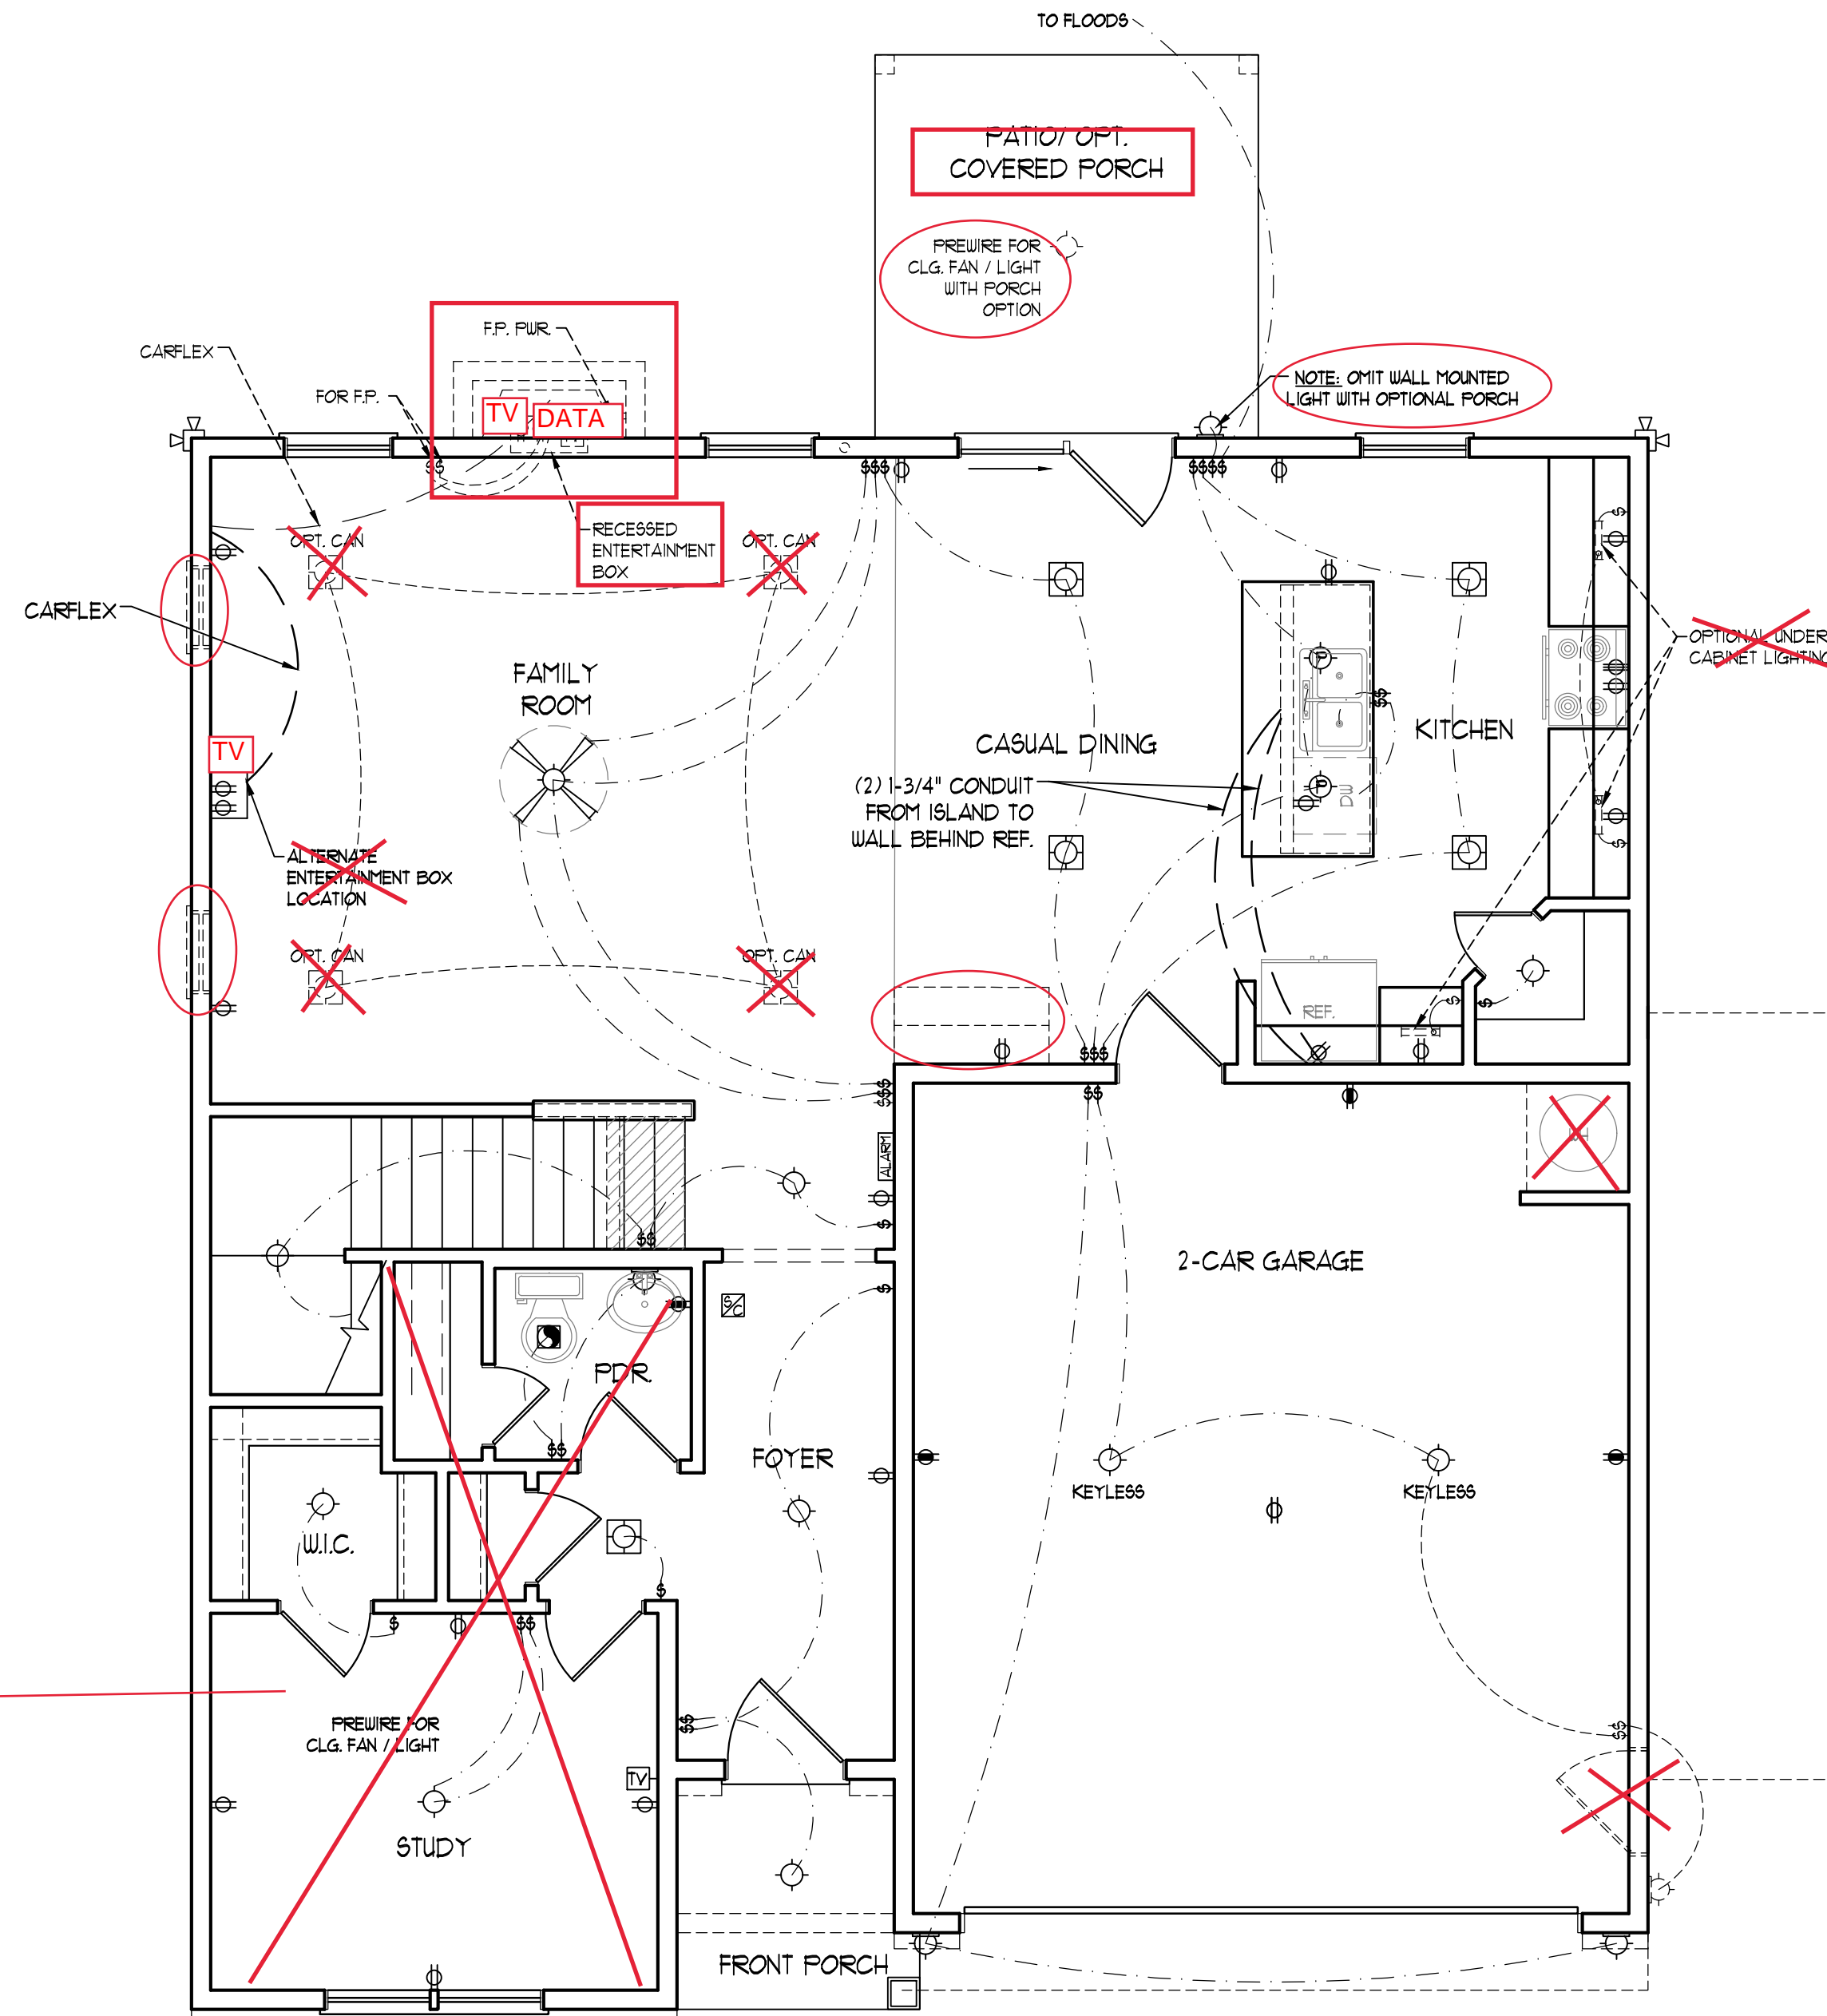 TO FLOODS
PATIO/ OPT.
COVERED PORCH
PREWIRE FOR
CLG. FAN / LIGHT
WITH PORCH
OPTION
F.P. PWR.
CARFLEX
FOR F.P.
TV
DATA
NOTE: OMIT WALL MOUNTED
LIGHT WITH OPTIONAL PORCH
$$
$$$
$$$$
RECESSED
ENTERTAINMENT
BOX
OPT. CAN
OPT. CAN
$
CARFLEX
OPTIONAL UNDER
CABINET LIGHTING
FAMILY
ROOM
P
$$
CASUAL DINING
KITCHEN
TV
(2) 1-3/4" CONDUIT
FROM ISLAND TO
WALL BEHIND REF.
P
DW
$
ALTERNATE
ENTERTAINMENT BOX
LOCATION
OPT. CAN
OPT. CAN
REF.
$
$
$$$
$$$
$$
ALARM
$
$$
2-CAR GARAGE
$
S/C
PDR.
$$
FOYER
KEYLESS
KEYLESS
W.I.C.
$
$
$$
PREWIRE FOR
CLG. FAN / LIGHT
$$
$$
TV
STUDY
FRONT PORCH